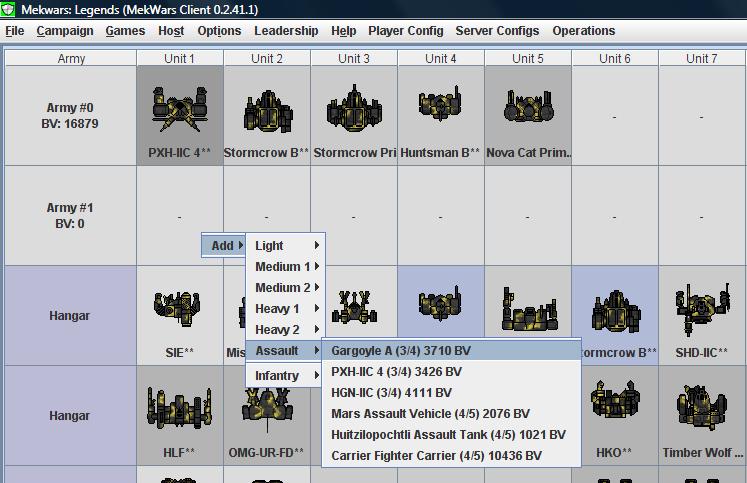 Mekwars: Legends (MekWars Client 0.2.41.1)
File Campaign Games Host Options Leadership Help Player Config Server Configs Operations
Army Unit 1 Unit 2 Unit 3 Unit 4 Unit 5 Unit 6 Unit 7
Army #0
BV: 16879
- -
PXH-IIC 4** Stormcrow B** Stormcrow Pri Huntsman B** Nova Cat Prim..
Army #1
BV: 0
- - - - - - -
Add
Light
Medium 1
Medium 2
Heavy 1
Heavy 2
Assault
Infantry
Hangar
SIE** Mis ormcrow B** SHD-IIC**
Gargoyle A (3/4) 3710 BV
PXH-IIC 4 (3/4) 3426 BV
HGN-IIC (3/4) 4111 BV
Mars Assault Vehicle (4/5) 2076 BV
Huitzilopochtli Assault Tank (4/5) 1021 BV
Carrier Fighter Carrier (4/5) 10436 BV
Hangar
HLF** OMG-UR-FD** HKO** Timber Wolf ...